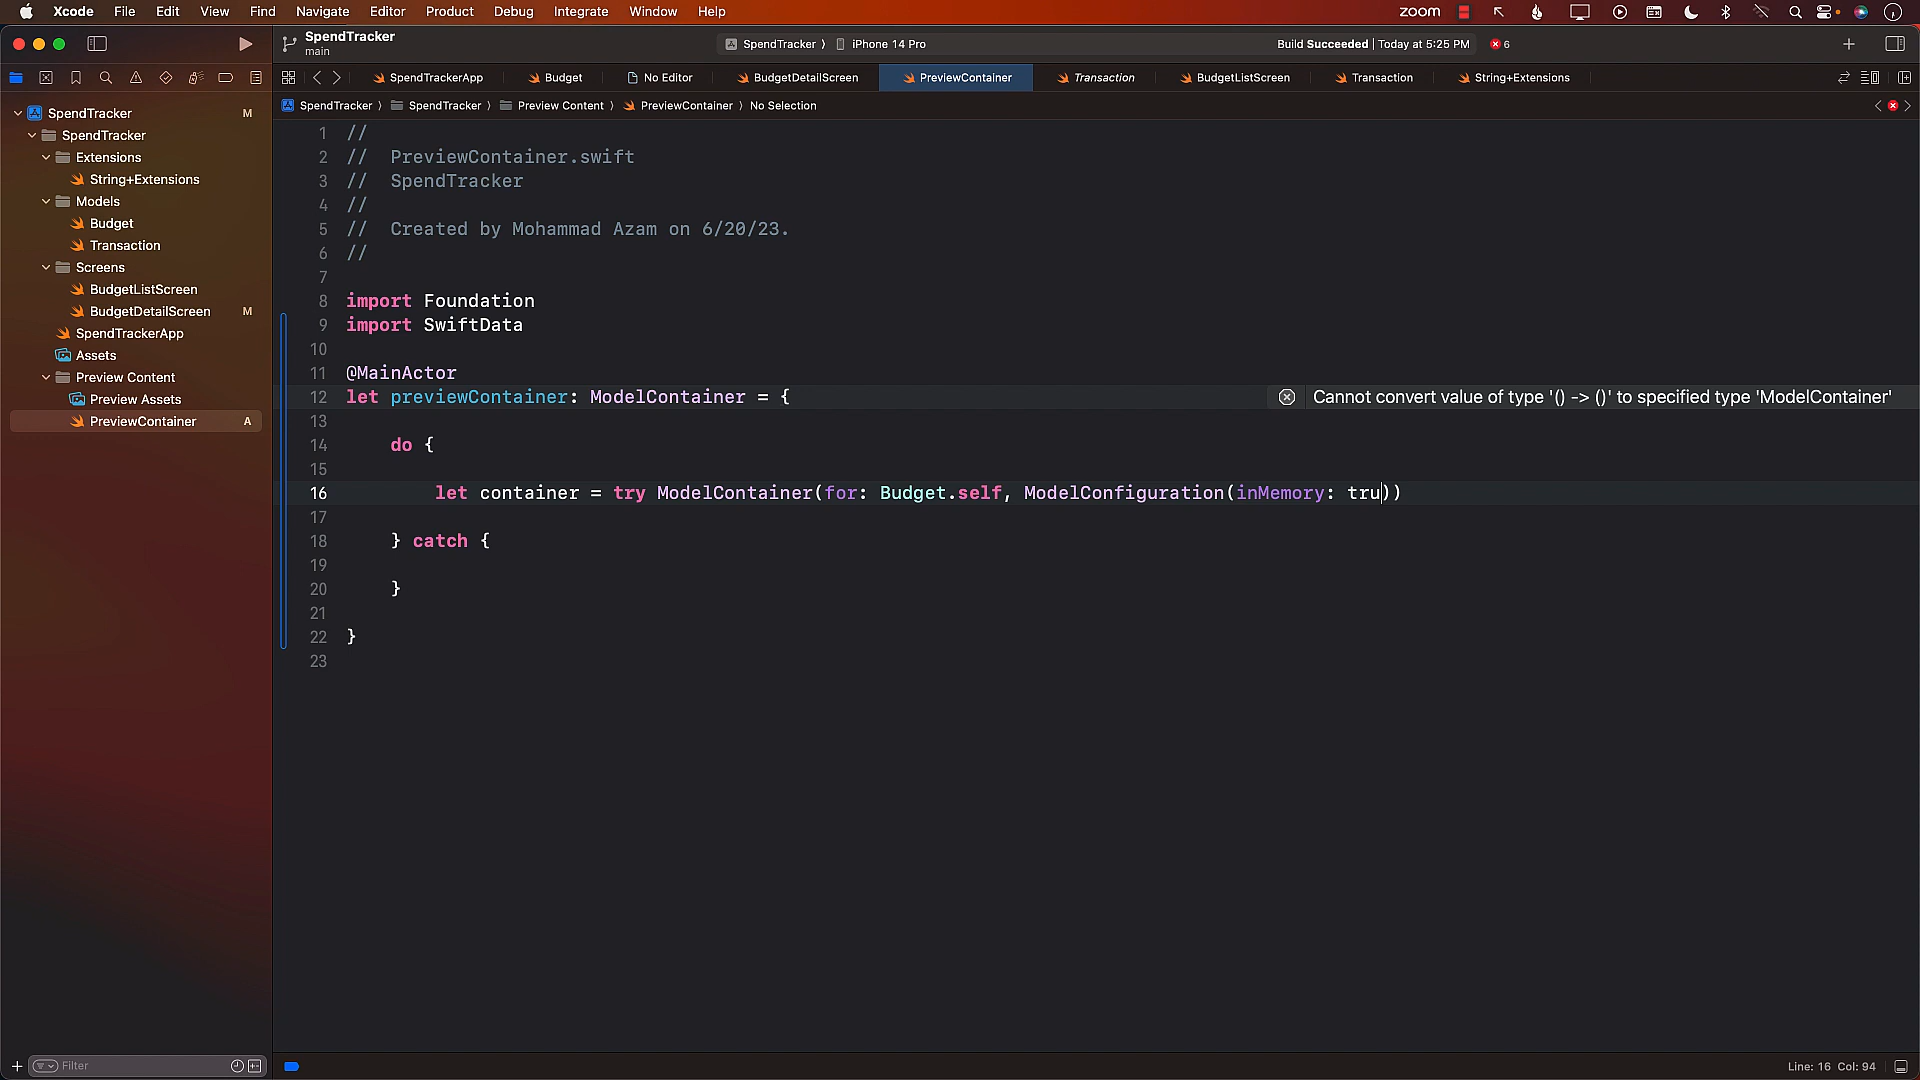 Xcode File Edit View Find Navigate Editor Product Debug Integrate Window Help zoom
SpendTracker
main
SpendTracker 〉 iPhone 14 Pro
Build Succeeded | Today at 5:25 PM
6
SpendTrackerApp Budget No Editor BudgetDetailScreen PreviewContainer Transaction BudgetListScreen Transaction String+Extensions
SpendTracker 〉 SpendTracker 〉 Preview Content 〉 PreviewContainer 〉 No Selection
SpendTracker M
SpendTracker
Extensions
String+Extensions
Models
Budget
Transaction
Screens
BudgetListScreen
BudgetDetailScreen M
SpendTrackerApp
Assets
Preview Content
Preview Assets
PreviewContainer A
Filter
1 //
2 // PreviewContainer.swift
3 // SpendTracker
4 //
5 // Created by Mohammad Azam on 6/20/23.
6 //
7
8 import Foundation
9 import SwiftData
10
11 @MainActor
12 let previewContainer: ModelContainer = {
Cannot convert value of type '() -> ()' to specified type 'ModelContainer'
13
14 do {
15
16 let container = try ModelContainer(for: Budget.self, ModelConfiguration(inMemory: tru))
17
18 } catch {
19
20 }
21
22 }
23
Line: 16 Col: 94